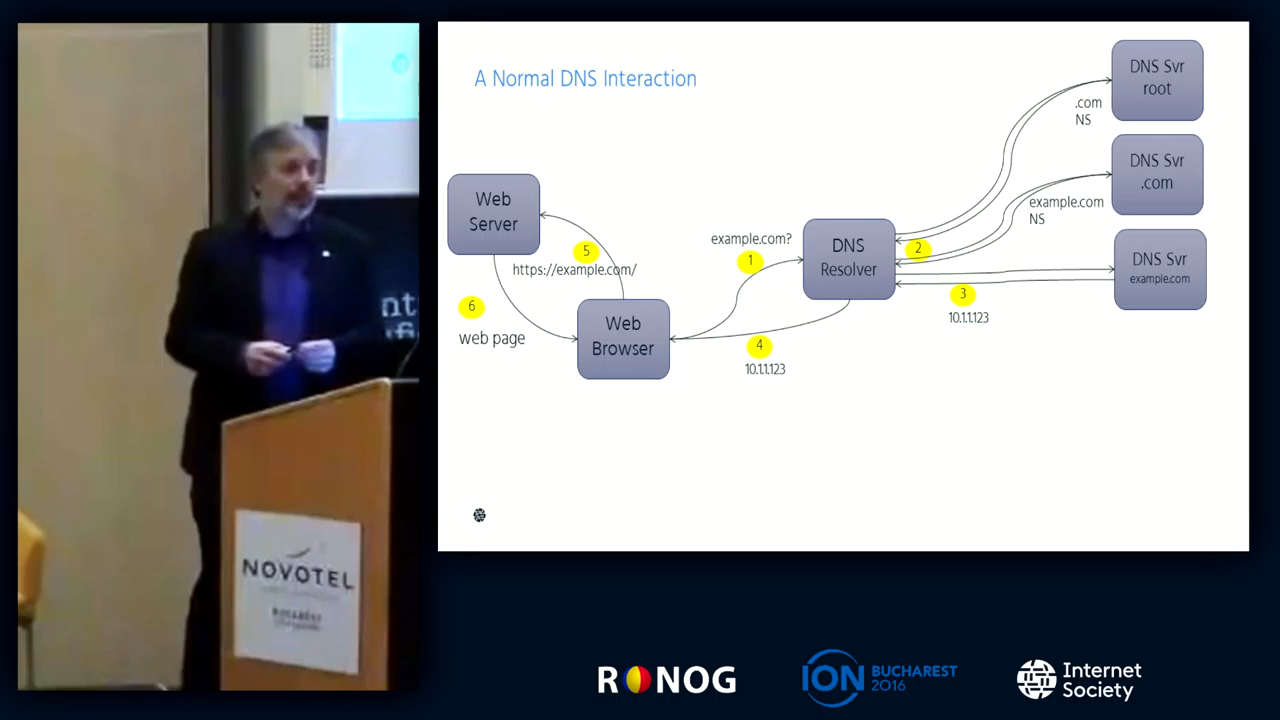 A Normal DNS Interaction
DNS Svr
root
.com
NS
DNS Svr
.com
example.com
NS
Web
Server
5
https://example.com/
example.com?
1
DNS
Resolver
2
DNS Svr
example.com
3
10.1.1.123
6
web page
Web
Browser
4
10.1.1.123
NOVOTEL
BUCAREST
RONOG
ION
BUCHAREST
2016
Internet
Society